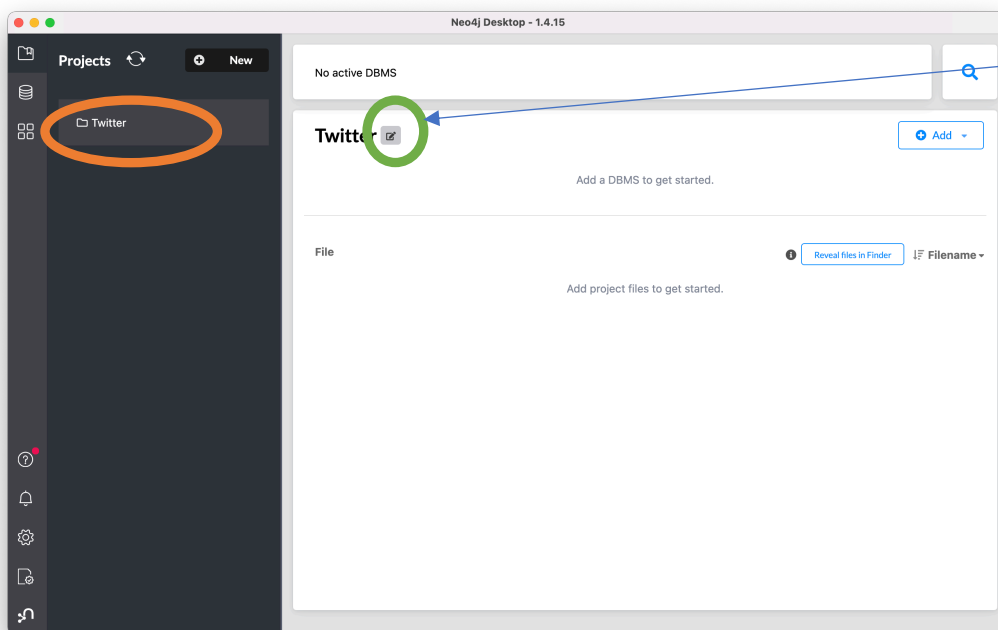 Neo4j Desktop - 1.4.15
Projects
New
Twitter
No active DBMS
Twitter
Add
Add a DBMS to get started.
File
Reveal files in Finder
Filename
Add project files to get started.